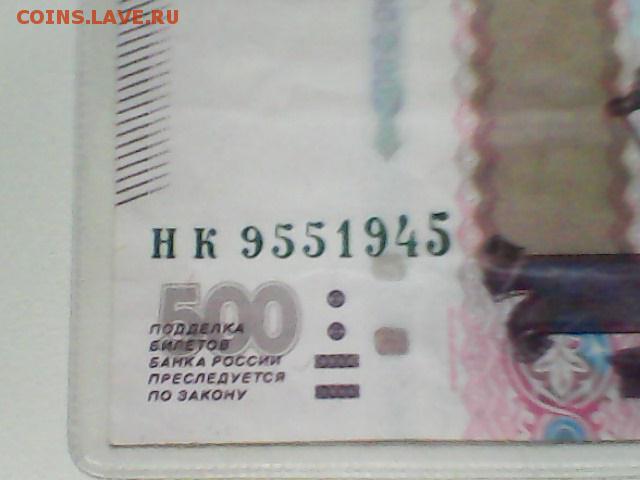 COINS.LAVE.RU
НК 9551945
500
ПОДДЕЛКА
БИЛЕТОВ
БАНКА РОССИИ
ПРЕСЛЕДУЕТСЯ
ПО ЗАКОНУ